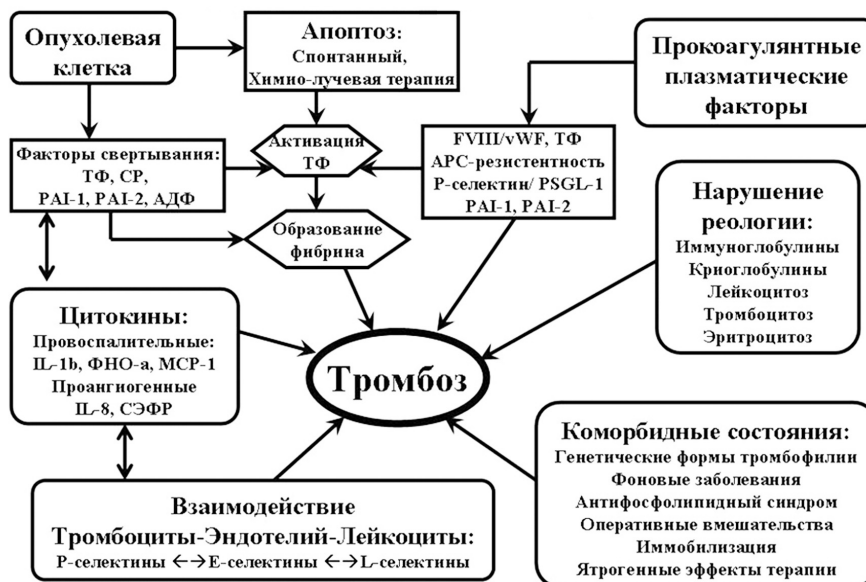 Опухолевая
клетка
Апоптоз:
Спонтанный,
Химио-лучевая терапия
Прокоагулянтные
плазматические
факторы
Факторы свертывания:
ТФ, СР,
PAI-1, PAI-2, АДФ
Активация
ТФ
FVIII/vWF, ТФ
АРС-резистентность
Р-селектин/ PSGL-1
PAI-1, PAI-2
Образование
фибрина
Нарушение
реологии:
Иммуноглобулины
Криоглобулины
Лейкоцитоз
Тромбоцитоз
Эритроцитоз
Цитокины:
Провоспалительные:
IL-1b, ФНО-а, МСР-1
Проангиогенные
IL-8, СЭФР
Тромбоз
Взаимодействие
Тромбоциты-Эндотелий-Лейкоциты:
Р-селектины ←→Е-селектины ←→L-селектины
Коморбидные состояния:
Генетические формы тромбофилии
Фоновые заболевания
Антифосфолипидный синдром
Оперативные вмешательства
Иммобилизация
Ятрогенные эффекты терапии